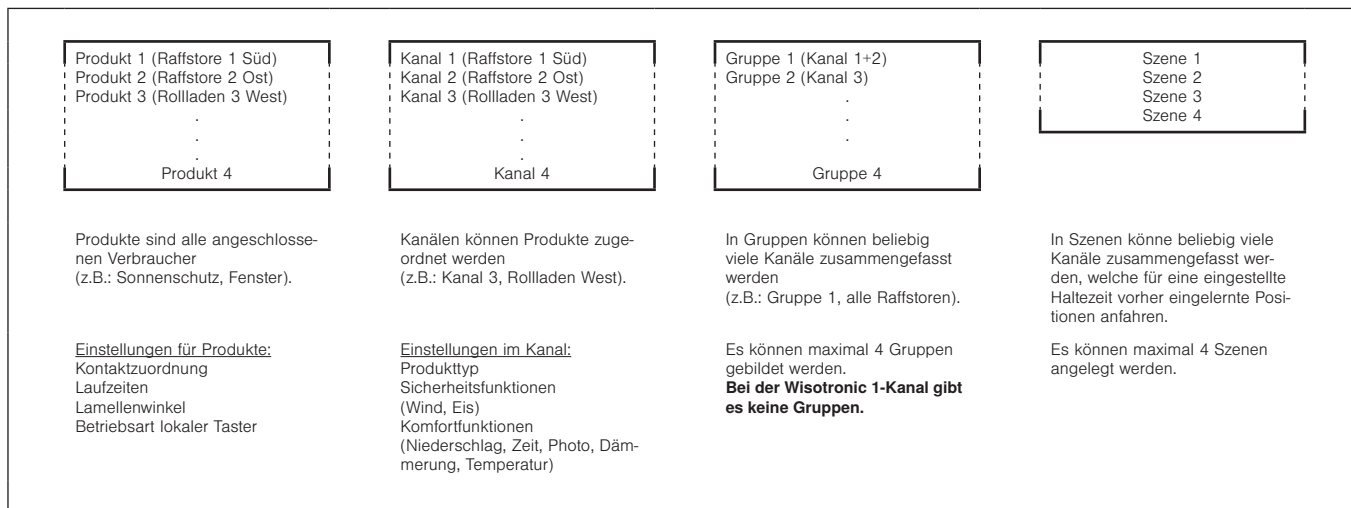 Produkt 1 (Raffstore 1 Süd)
Produkt 2 (Raffstore 2 Ost)
Produkt 3 (Rollladen 3 West)
.
.
.
Produkt 4
Produkte sind alle angeschlosse-
nen Verbraucher
(z.B.: Sonnenschutz, Fenster).
Einstellungen für Produkte:
Kontaktzuordnung
Laufzeiten
Lamellenwinkel
Betriebsart lokaler Taster
Kanal 1 (Raffstore 1 Süd)
Kanal 2 (Raffstore 2 Ost)
Kanal 3 (Rollladen 3 West)
.
.
.
Kanal 4
Kanälen können Produkte zuge-
ordnet werden
(z.B.: Kanal 3, Rollladen West).
Einstellungen im Kanal:
Produkttyp
Sicherheitsfunktionen
(Wind, Eis)
Komfortfunktionen
(Niederschlag, Zeit, Photo, Däm-
merung, Temperatur)
Gruppe 1 (Kanal 1+2)
Gruppe 2 (Kanal 3)
.
.
.
Gruppe 4
In Gruppen können beliebig
viele Kanäle zusammengefasst
werden
(z.B.: Gruppe 1, alle Raffstoren).
Es können maximal 4 Gruppen
gebildet werden.
Bei der Wisotronic 1-Kanal gibt
es keine Gruppen.
Szene 1
Szene 2
Szene 3
Szene 4
In Szenen könne beliebig viele
Kanäle zusammengefasst wer-
den, welche für eine eingestellte
Haltezeit vorher eingelernte Posi-
tionen anfahren.
Es können maximal 4 Szenen
angelegt werden.